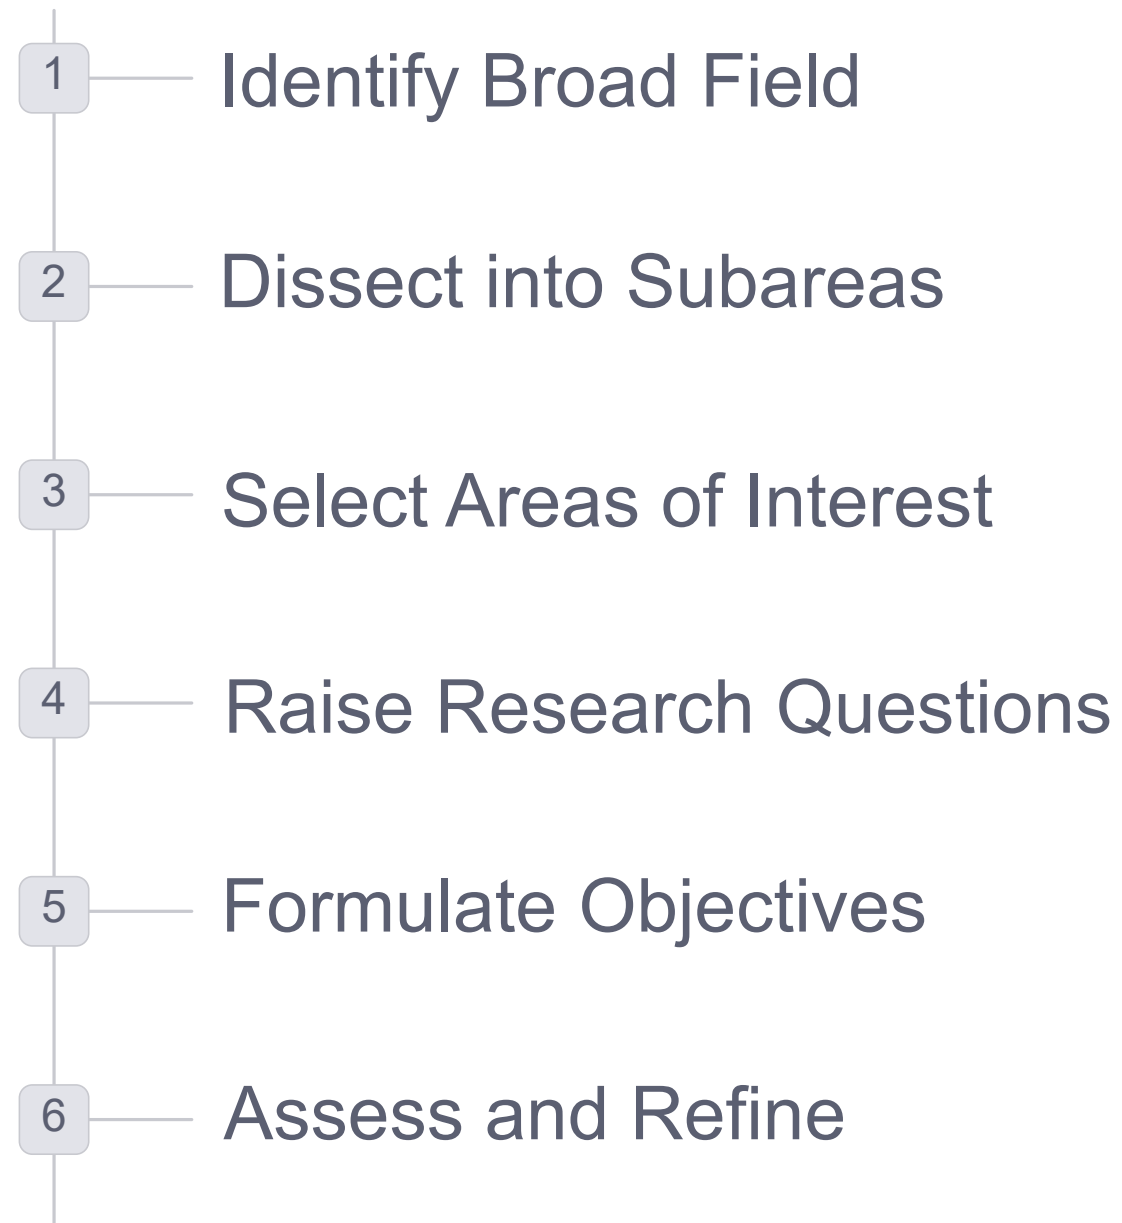 1 Identify Broad Field
2 Dissect into Subareas
3 Select Areas of Interest
4 Raise Research Questions
5 Formulate Objectives
6 Assess and Refine